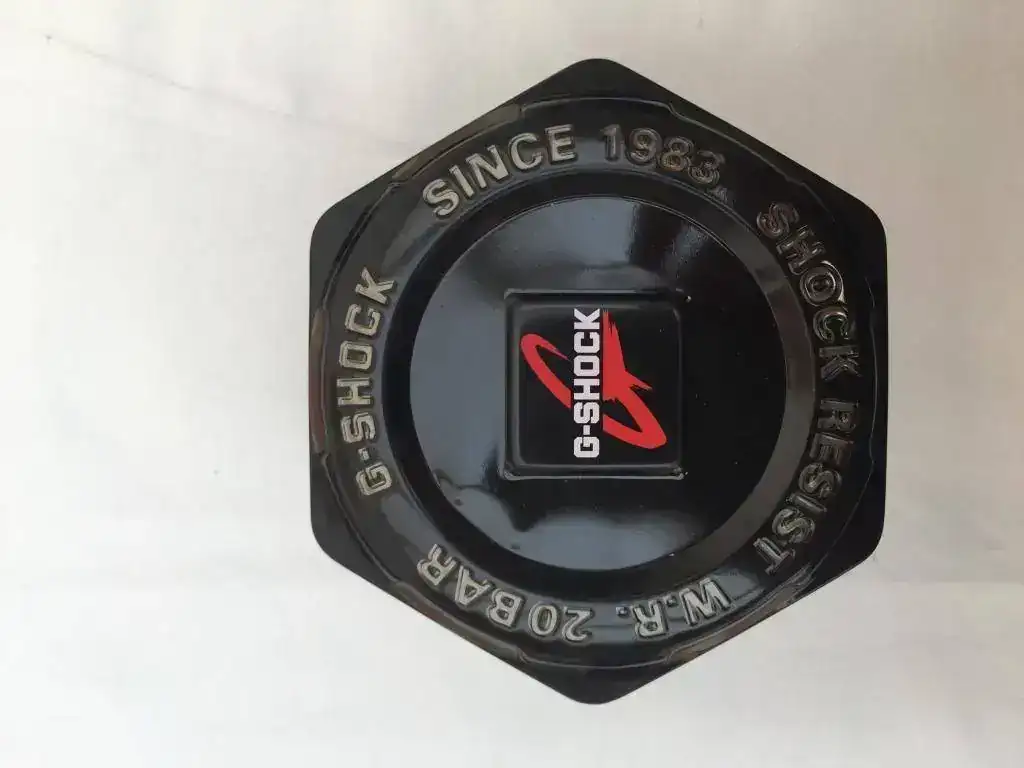 G-SHOCK
SINCE 1983
SHOCK RESIST
W.R. 20BAR
G-SHOCK